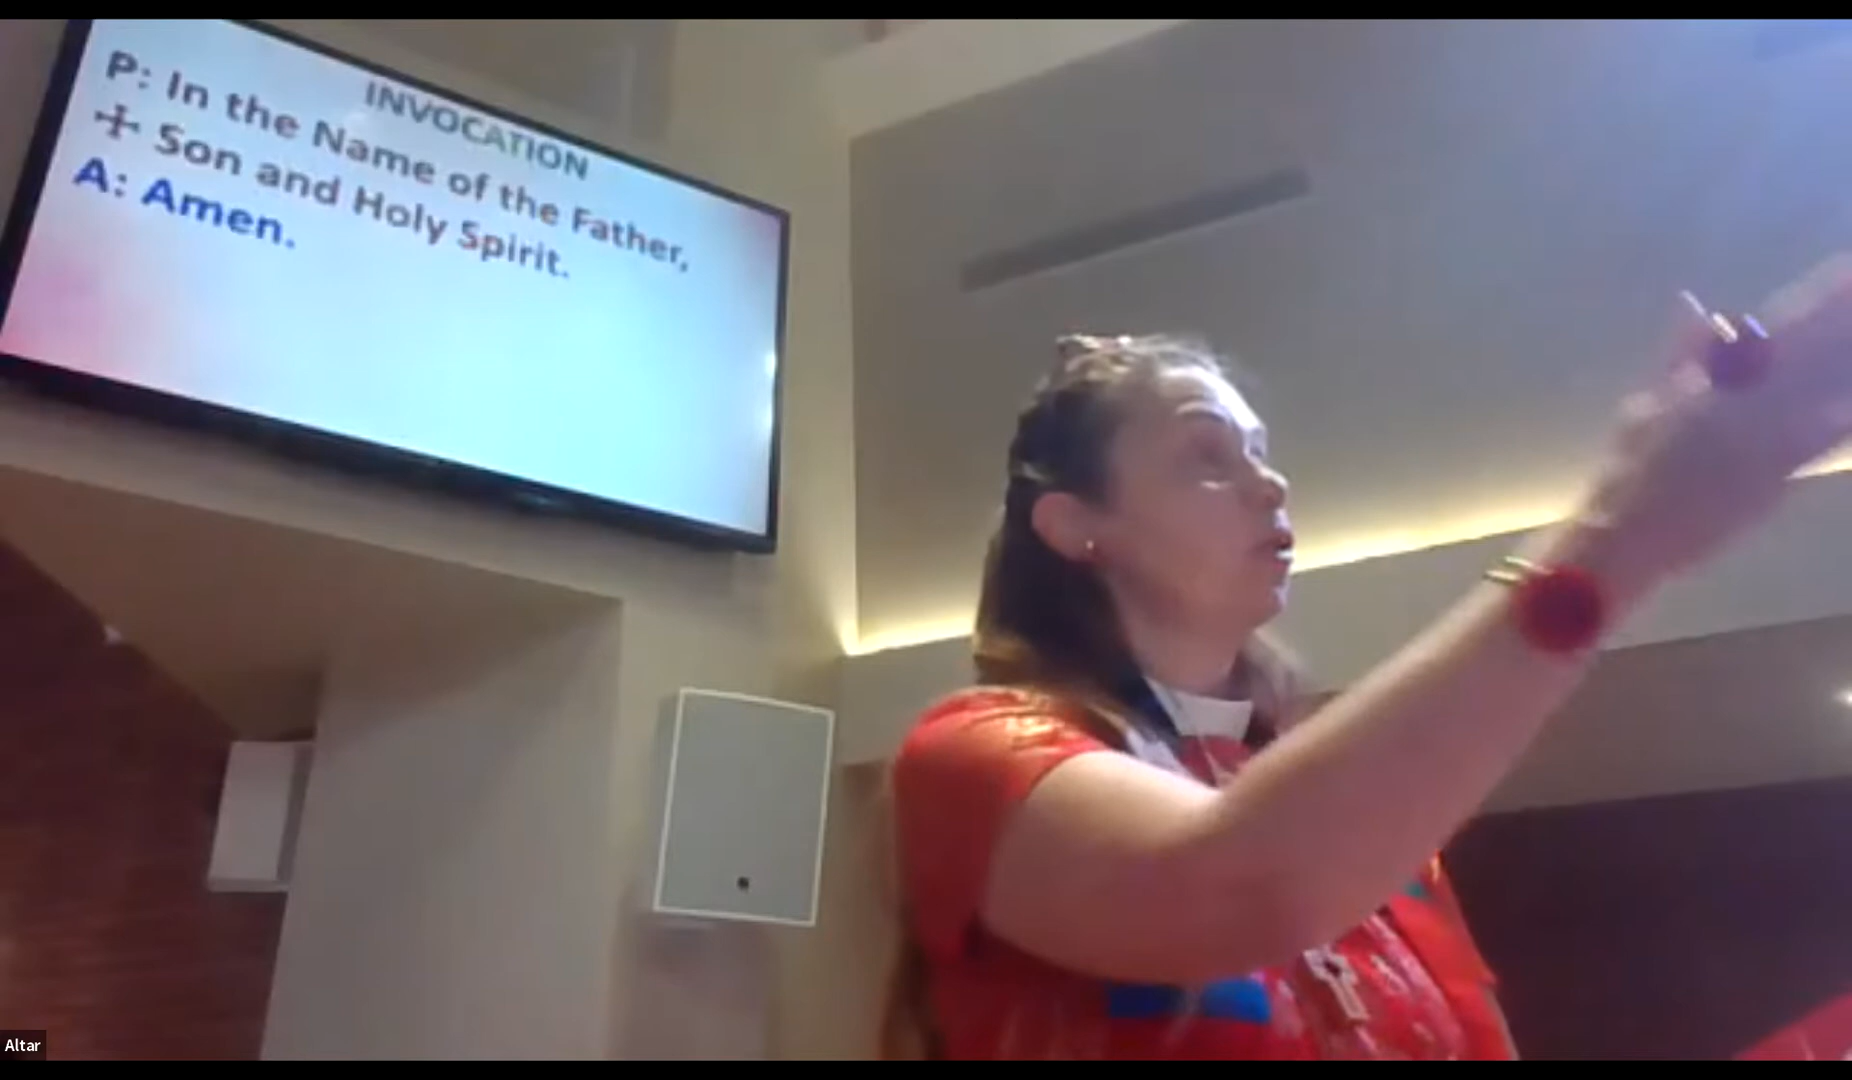 INVOCATION
P: In the Name of the Father,
☩ Son and Holy Spirit.
A: Amen.
Altar